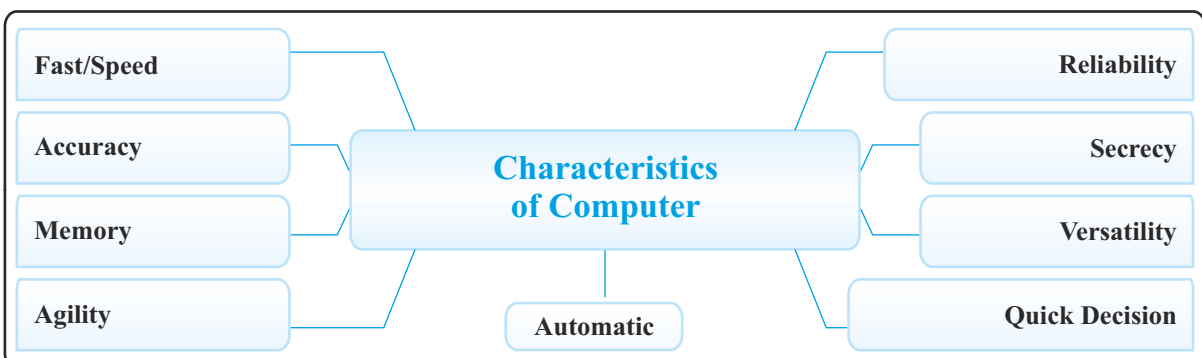 Fast/Speed
Accuracy
Memory
Agility
Characteristics
of Computer
Automatic
Reliability
Secrecy
Versatility
Quick Decision